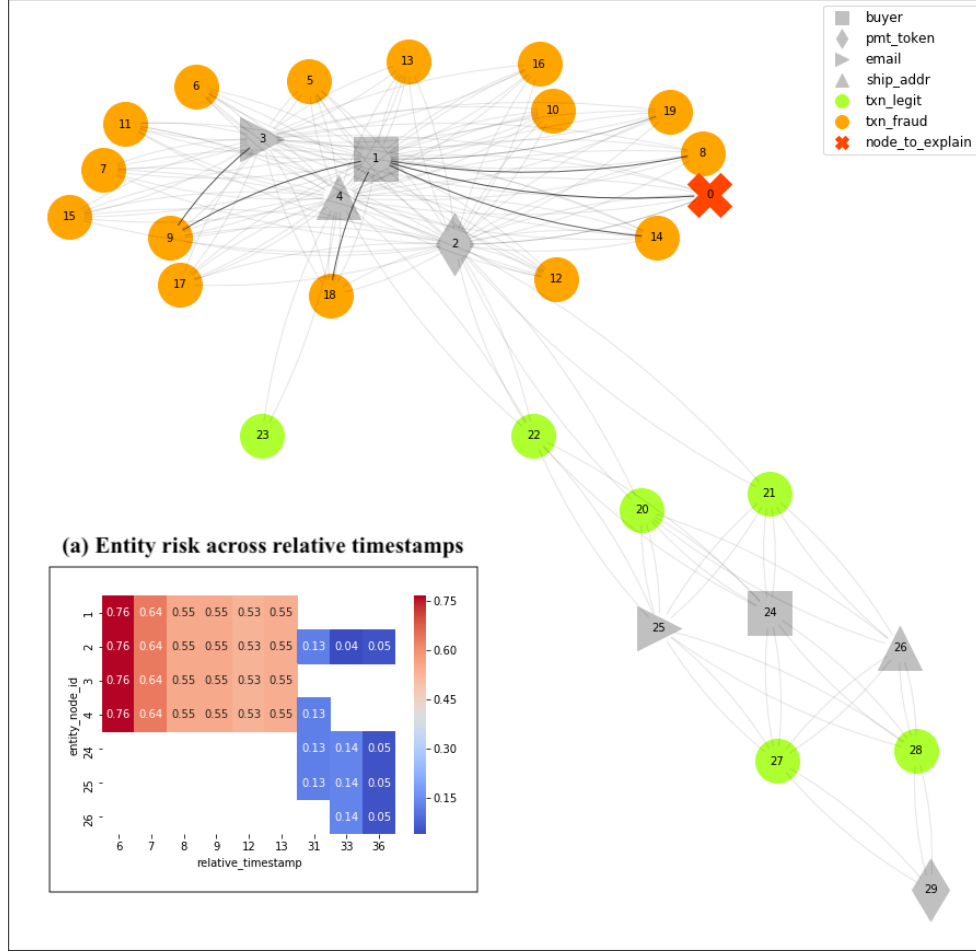 buyer
pmt_token
email
ship_addr
txn_legit
txn_fraud
node_to_explain
13
16
5
6
10
19
11
3
8
1
7
0
4
15
9
2
14
12
17
18
23
22
21
20
24
25
26
28
27
29
(a) Entity risk across relative timestamps
entity_node_id
1 0.76 0.64 0.55 0.55 0.53 0.55
2 0.76 0.64 0.55 0.55 0.53 0.55 0.13 0.04 0.05
3 0.76 0.64 0.55 0.55 0.53 0.55
4 0.76 0.64 0.55 0.55 0.53 0.55 0.13
24 0.13 0.14 0.05
25 0.13 0.14 0.05
26 0.14 0.05
6 7 8 9 12 13 31 33 36
relative_timestamp
0.75
0.60
0.45
0.30
0.15